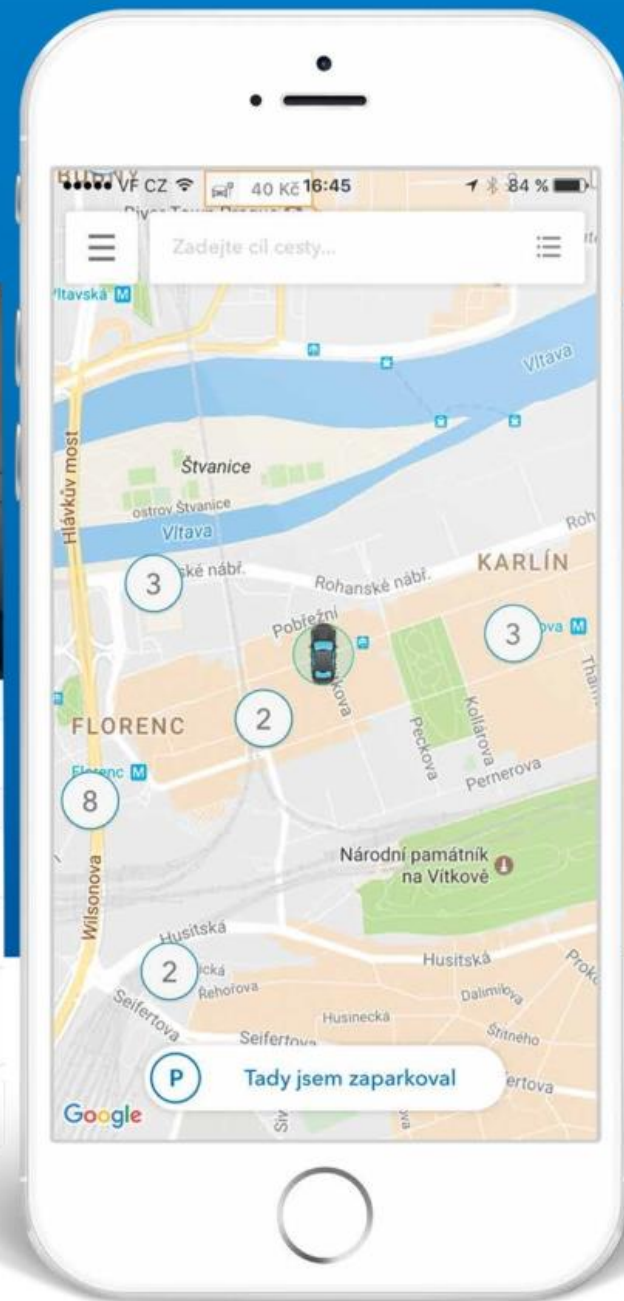 VF CZ
40 Kč
16:45
84 %
Zadejte cíl cesty...
Vltava
Hlávkův most
Štvanice
ostrov Štvanice
Vltava
Rohanské nábř.
KARLÍN
3
Pobřežní
3
2
FLORENC
Peckova
Kollárova
Pernerova
Florenc M
8
Národní památník
na Vítkově
Wilsonova
Husitská
Husitská
2
Řehořova
Dalimilova
Seifertova
Husinecká
Štítného
Seifertova
P
Tady jsem zaparkoval
Google